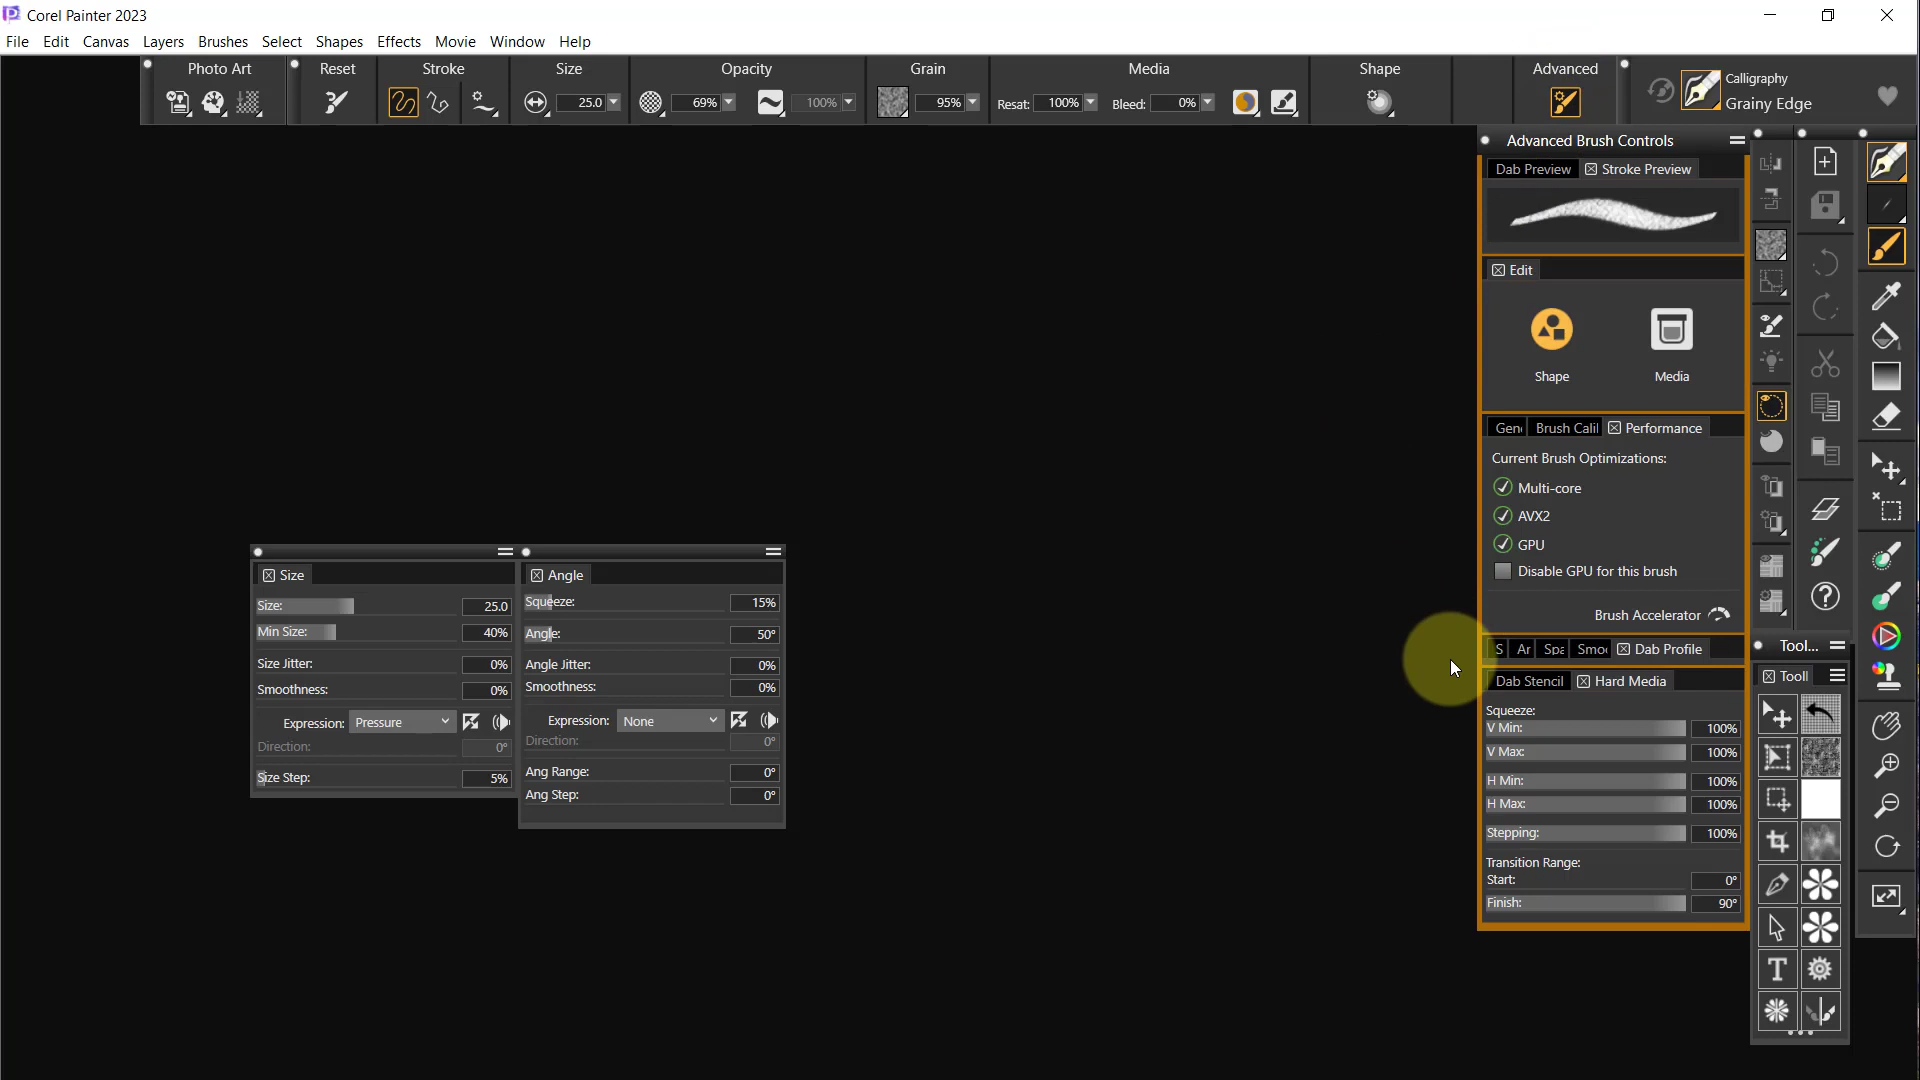 Corel Painter 2023
File Edit Canvas Layers Brushes Select Shapes Effects Movie Window Help
Photo Art Reset Stroke Size Opacity Grain Media Shape Advanced
Calligraphy
Grainy Edge
25.0 69% 100% 95% Resat: 100% Bleed: 0%
Advanced Brush Controls
Dab Preview Stroke Preview
Edit
Shape Media
Gen Brush Cali Performance
Current Brush Optimizations:
Multi-core
AVX2
GPU
Disable GPU for this brush
Brush Accelerator
S Ar Spa Smo Dab Profile
Dab Stencil Hard Media
Squeeze:
V Min: 100%
V Max: 100%
H Min: 100%
H Max: 100%
Stepping: 100%
Transition Range:
Start: 0°
Finish: 90°
Size
Size: 25.0
Min Size: 40%
Size Jitter: 0%
Smoothness: 0%
Expression: Pressure
Direction: 0°
Size Step: 5%
Angle
Squeeze: 15%
Angle: 50°
Angle Jitter: 0%
Smoothness: 0%
Expression: None
Direction: 0°
Ang Range: 0°
Ang Step: 0°
Tool...
Tooll
T